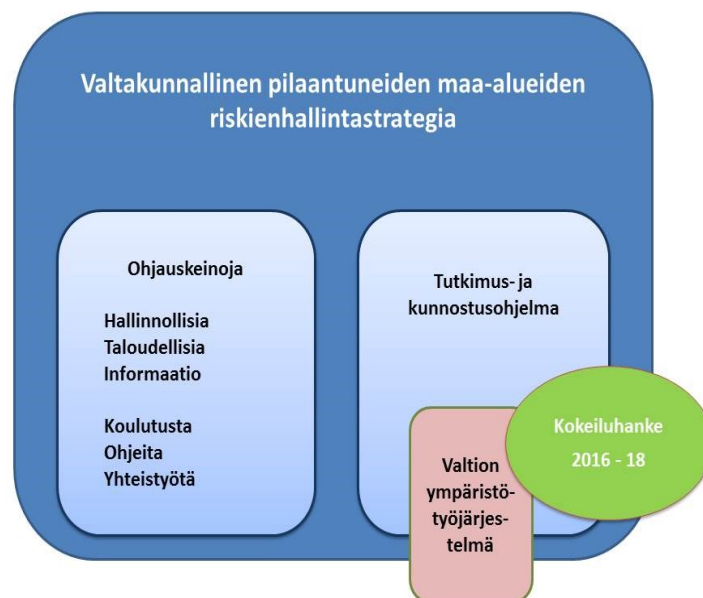 Valtakunnallinen pilaantuneiden maa-alueiden
riskienhallintastrategia
Ohjauskeinoja
Hallinnollisia
Taloudellisia
Informaatio
Koulutusta
Ohjeita
Yhteistyötä
Tutkimus- ja
kunnostusohjelma
Valtion
ympäristö-
työjärjes-
telmä
Kokeiluhanke
2016 - 18